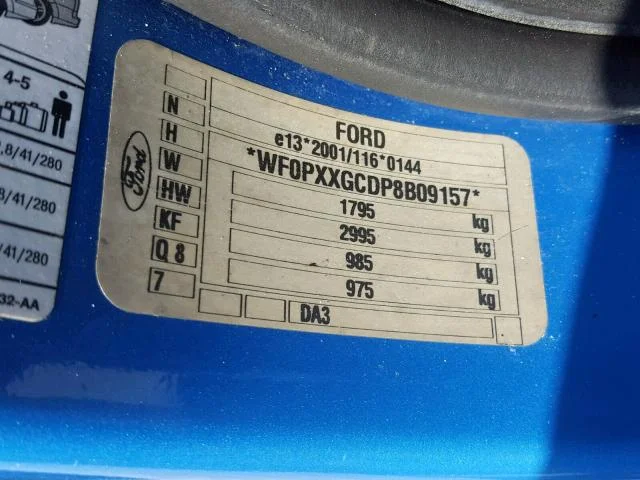 4-5
,8/41/280
/41/280
/41/280
32-AA
Ford
N
H
W
HW
KF
Q 8
7
FORD
e13*2001/116*0144
*WF0PXXGCDP8B09157*
1795 kg
2995 kg
985 kg
975 kg
DA3